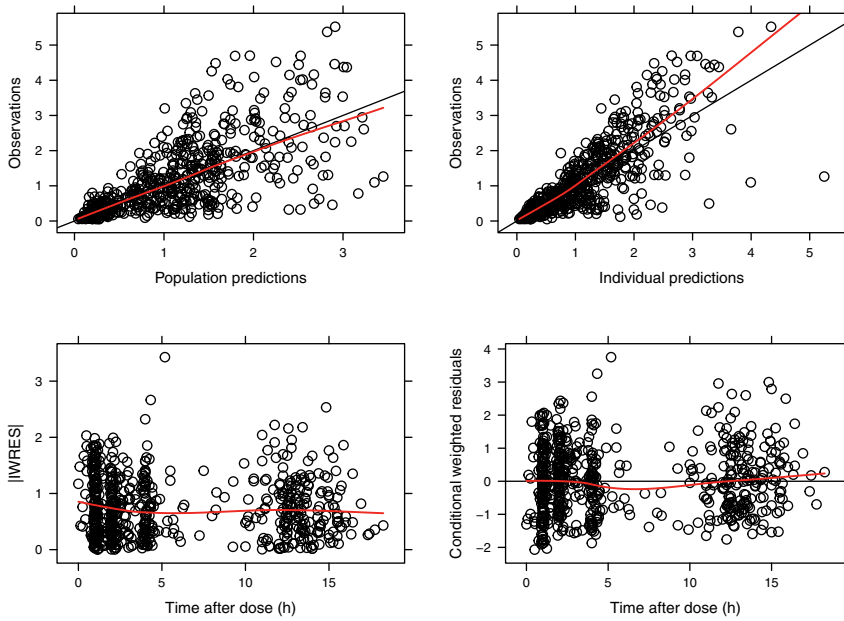 Observations
5
4
3
2
1
0
0 1 2 3
Population predictions
Observations
5
4
3
2
1
0
0 1 2 3 4 5
Individual predictions
|IWRES|
3
2
1
0
0 5 10 15
Time after dose (h)
Conditional weighted residuals
4
3
2
1
0
−1
−2
0 5 10 15
Time after dose (h)